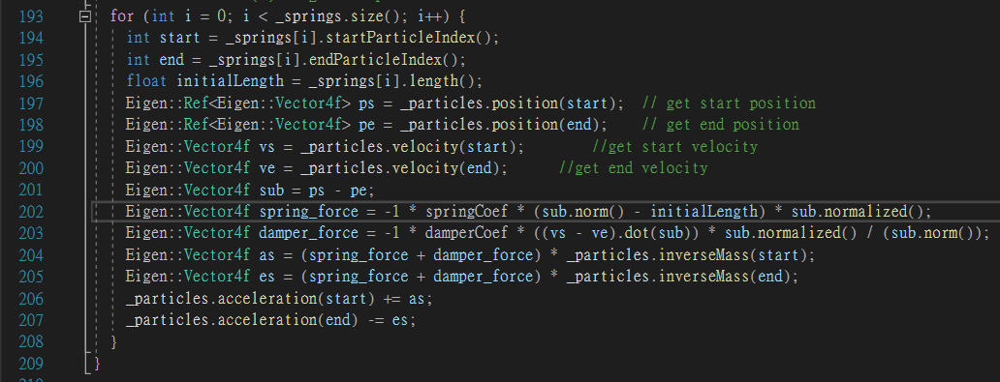 193 for (int i = 0; i < _springs.size(); i++) {
194 int start = _springs[i].startParticleIndex();
195 int end = _springs[i].endParticleIndex();
196 float initialLength = _springs[i].length();
197 Eigen::Ref<Eigen::Vector4f> ps = _particles.position(start); // get start position
198 Eigen::Ref<Eigen::Vector4f> pe = _particles.position(end); // get end position
199 Eigen::Vector4f vs = _particles.velocity(start); //get start velocity
200 Eigen::Vector4f ve = _particles.velocity(end); //get end velocity
201 Eigen::Vector4f sub = ps - pe;
202 Eigen::Vector4f spring_force = -1 * springCoef * (sub.norm() - initialLength) * sub.normalized();
203 Eigen::Vector4f damper_force = -1 * damperCoef * ((vs - ve).dot(sub)) * sub.normalized() / (sub.norm());
204 Eigen::Vector4f as = (spring_force + damper_force) * _particles.inverseMass(start);
205 Eigen::Vector4f es = (spring_force + damper_force) * _particles.inverseMass(end);
206 _particles.acceleration(start) += as;
207 _particles.acceleration(end) -= es;
208 }
209 }